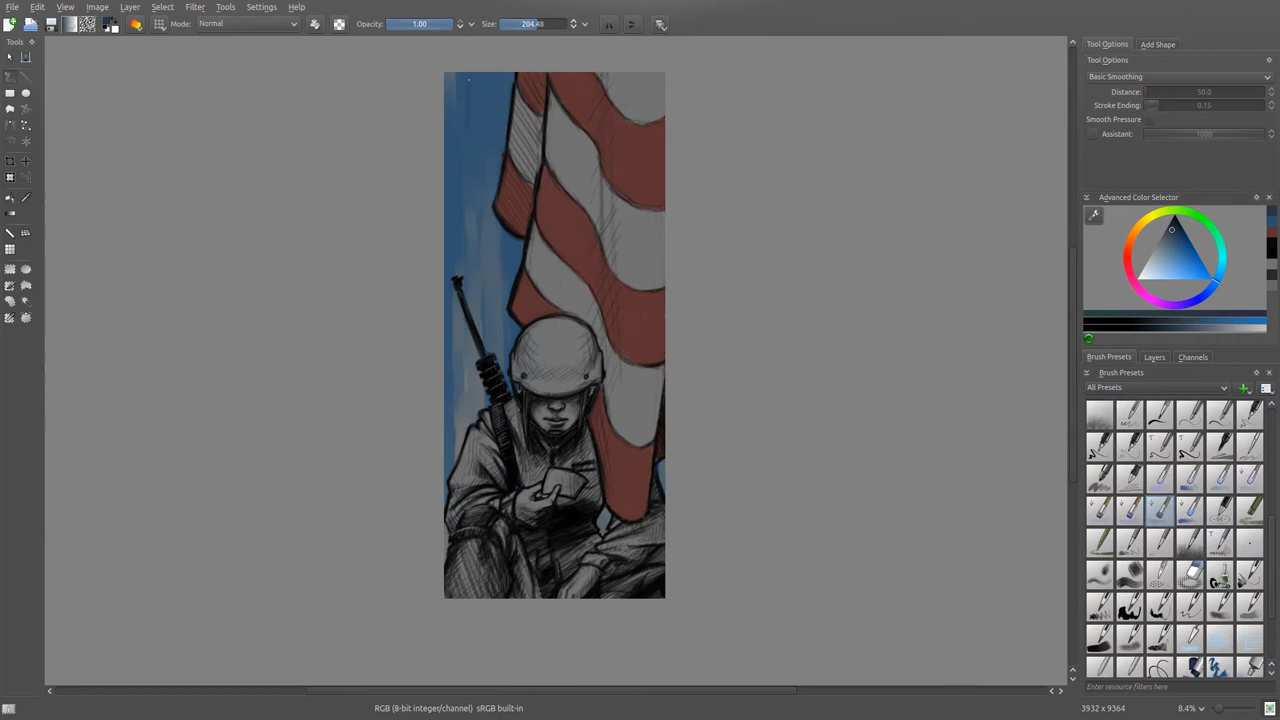 File Edit View Image Layer Select Filter Tools Settings Help
Mode: Normal Opacity: 1.00 Size: 204.48
Tools
Tool Options Add Shape
Tool Options
Basic Smoothing
Distance: 50.0
Stroke Ending: 0.15
Smooth Pressure
Assistant: 1000
Advanced Color Selector
Brush Presets Layers Channels
Brush Presets
All Presets
Enter resource filters here
RGB (8-bit integer/channel) sRGB built-in
3932 x 9364
8.4%